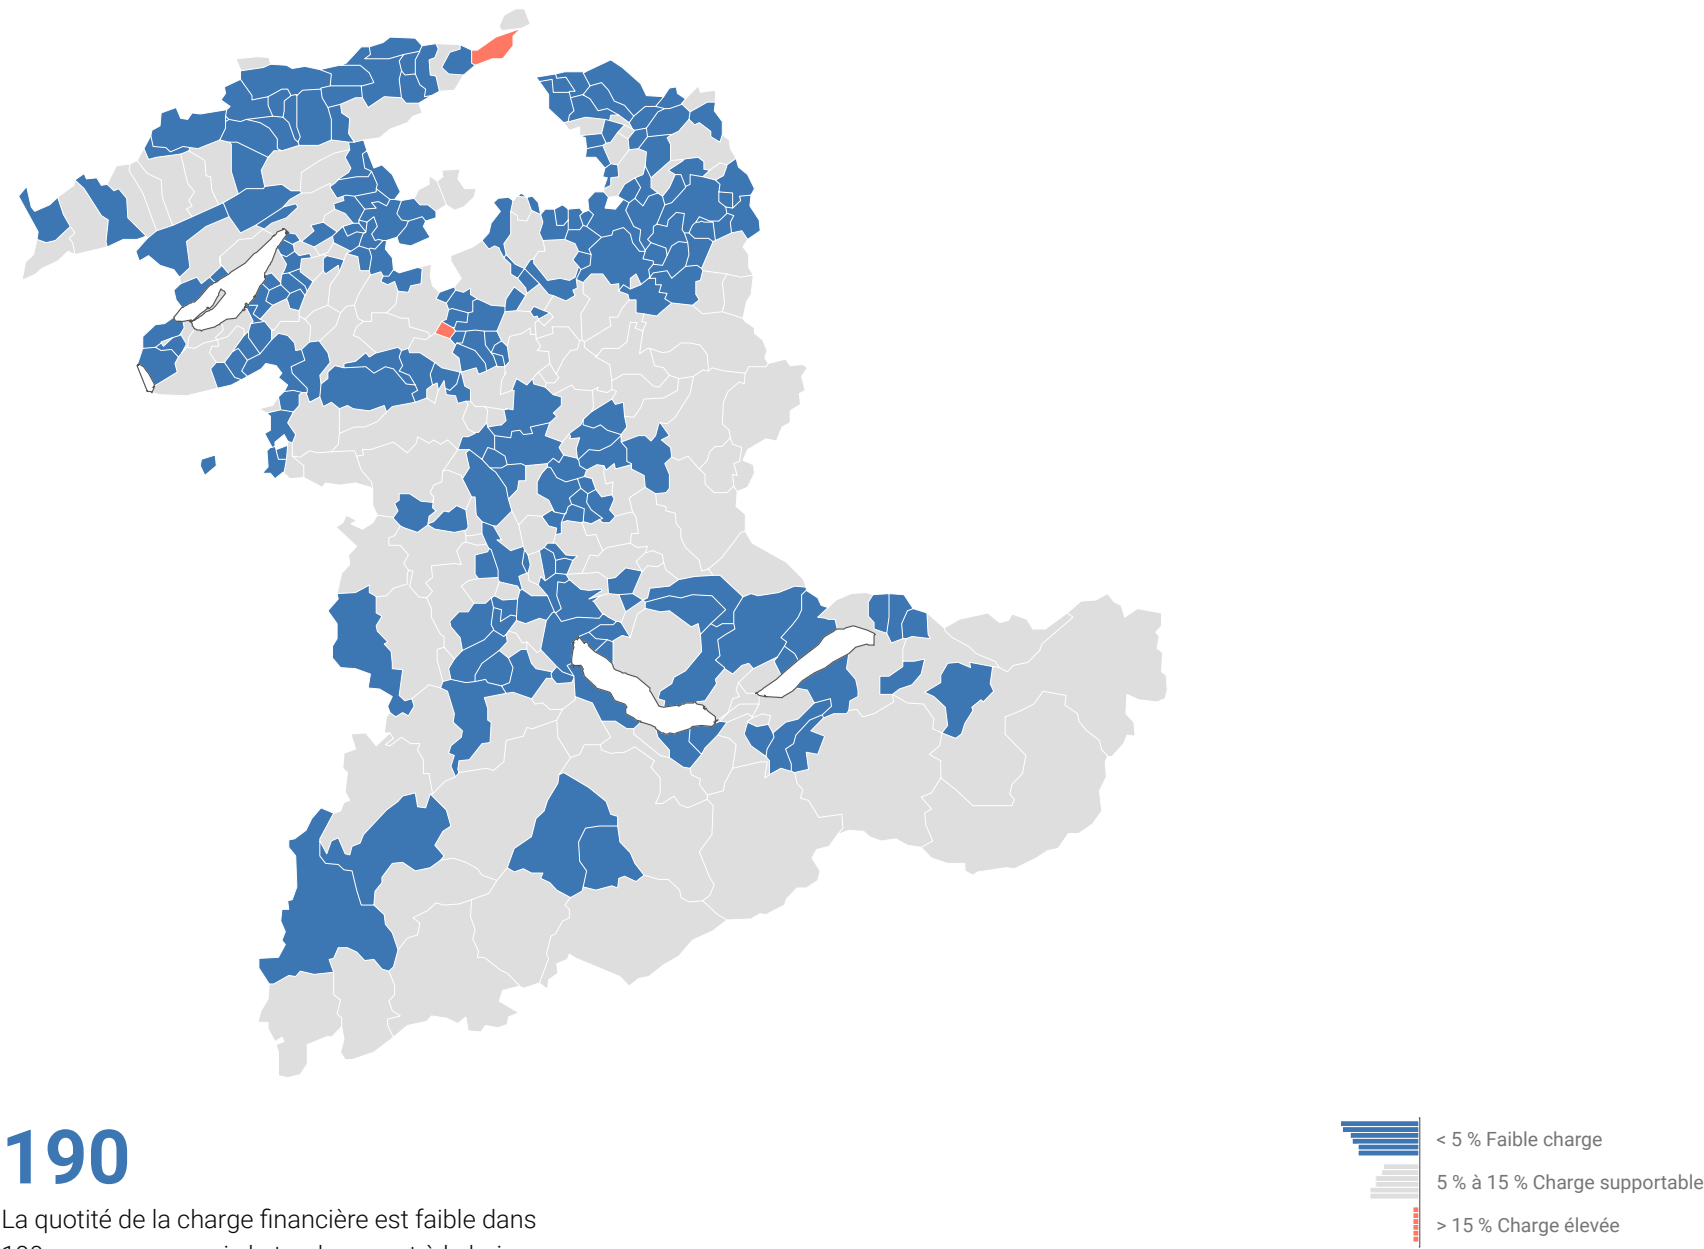 190
La quotité de la charge financière est faible dans
< 5 % Faible charge
5 % à 15 % Charge supportable
> 15 % Charge élevée